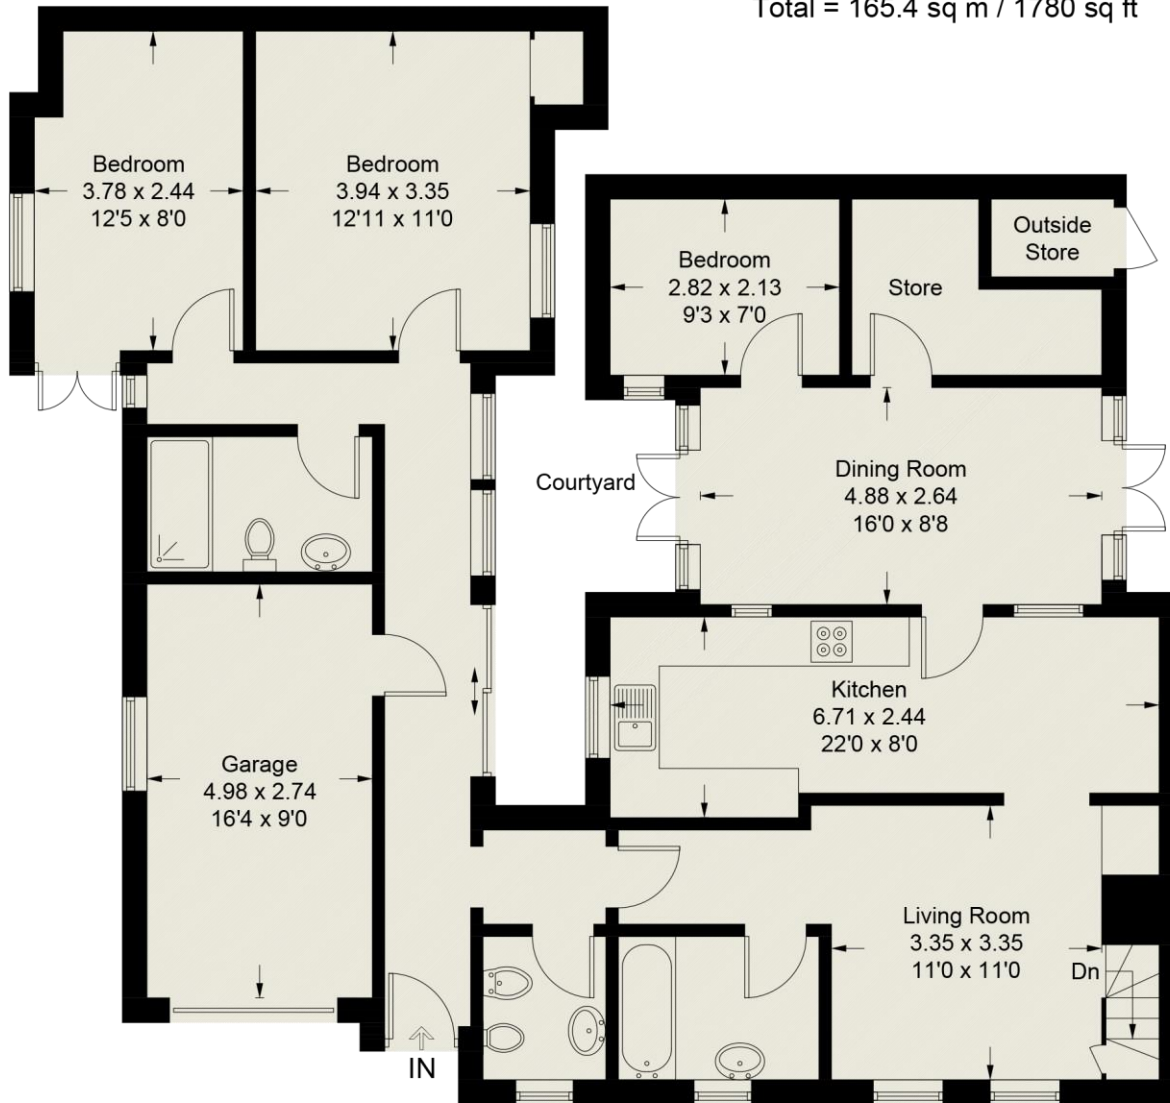 Total = 165.4 sq m / 1780 sq ft
Bedroom
3.78 x 2.44
12'5 x 8'0
Bedroom
3.94 x 3.35
12'11 x 11'0
Bedroom
2.82 x 2.13
9'3 x 7'0
Store
Outside
Store
Courtyard
Dining Room
4.88 x 2.64
16'0 x 8'8
Kitchen
6.71 x 2.44
22'0 x 8'0
Garage
4.98 x 2.74
16'4 x 9'0
Living Room
3.35 x 3.35
11'0 x 11'0
Dn
IN